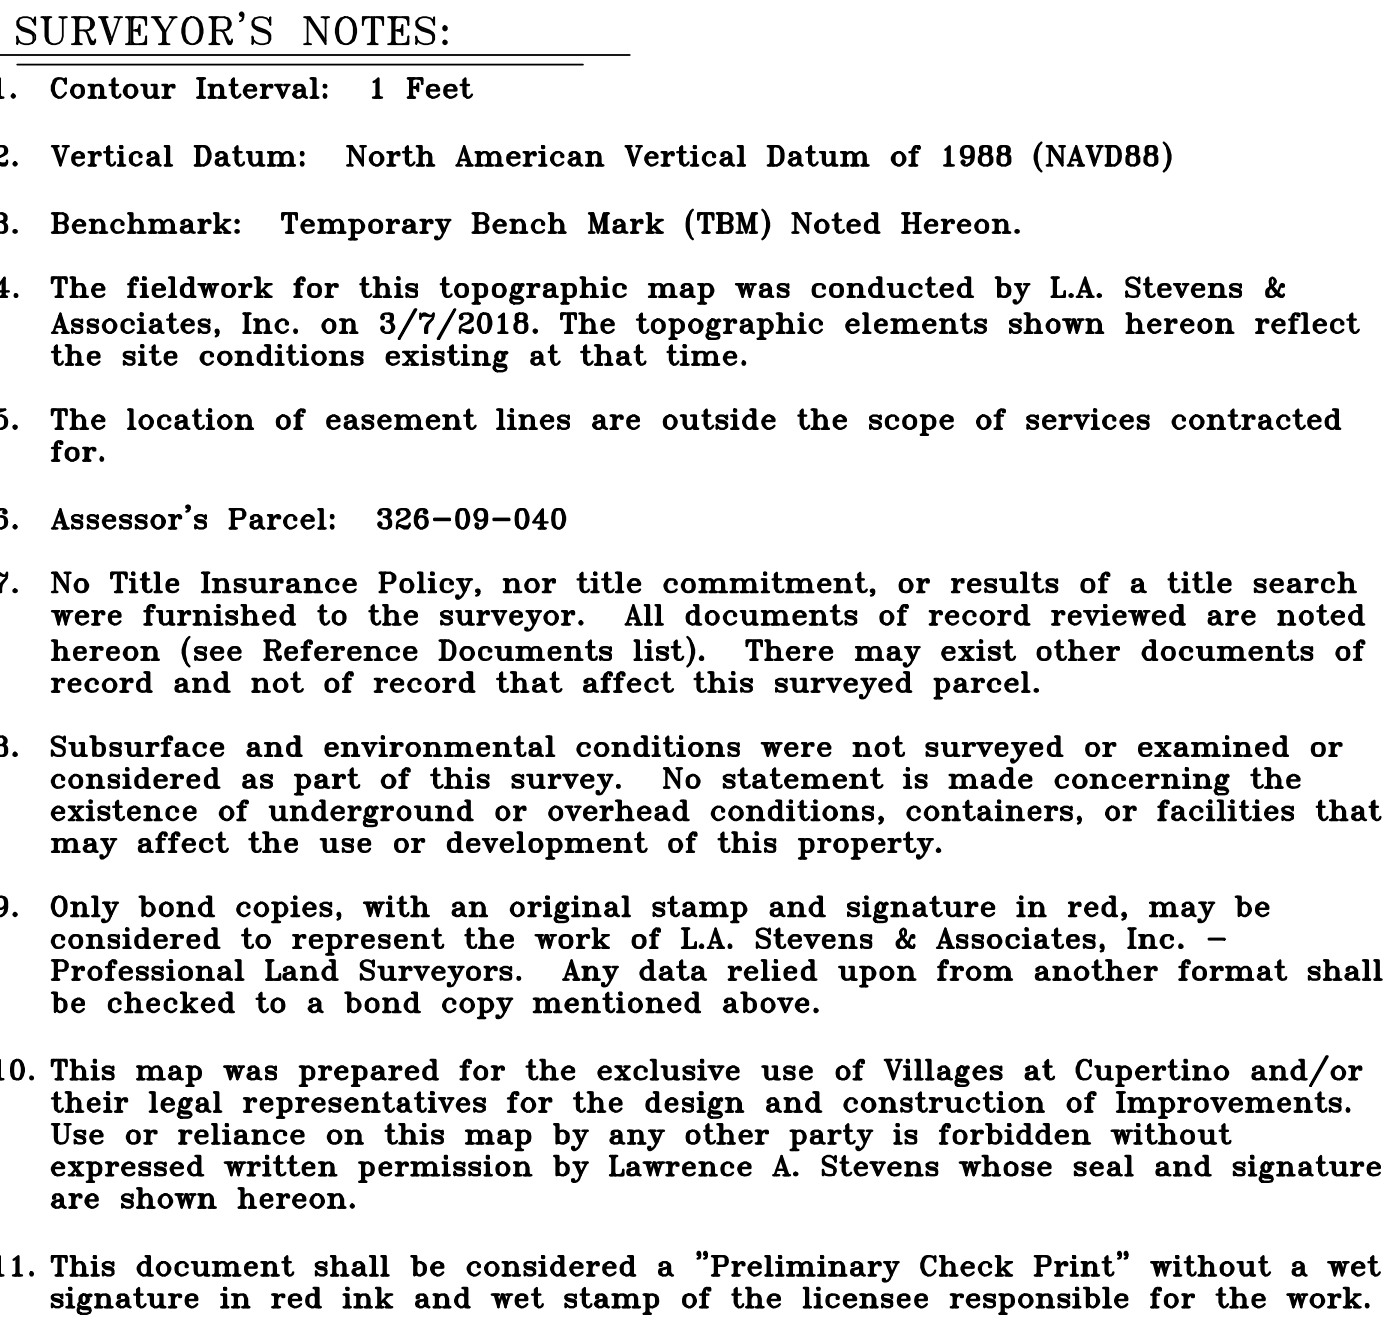 SURVEYOR'S NOTES:
1. Contour Interval: 1 Feet
2. Vertical Datum: North American Vertical Datum of 1988 (NAVD88)
3. Benchmark: Temporary Bench Mark (TBM) Noted Hereon.
4. The fieldwork for this topographic map was conducted by L.A. Stevens &
Associates, Inc. on 3/7/2018. The topographic elements shown hereon reflect
the site conditions existing at that time.
5. The location of easement lines are outside the scope of services contracted
for.
6. Assessor's Parcel: 326-09-040
7. No Title Insurance Policy, nor title commitment, or results of a title search
were furnished to the surveyor. All documents of record reviewed are noted
hereon (see Reference Documents list). There may exist other documents of
record and not of record that affect this surveyed parcel.
8. Subsurface and environmental conditions were not surveyed or examined or
considered as part of this survey. No statement is made concerning the
existence of underground or overhead conditions, containers, or facilities that
may affect the use or development of this property.
9. Only bond copies, with an original stamp and signature in red, may be
considered to represent the work of L.A. Stevens & Associates, Inc. –
Professional Land Surveyors. Any data relied upon from another format shall
be checked to a bond copy mentioned above.
10. This map was prepared for the exclusive use of Villages at Cupertino and/or
their legal representatives for the design and construction of Improvements.
Use or reliance on this map by any other party is forbidden without
expressed written permission by Lawrence A. Stevens whose seal and signature
are shown hereon.
11. This document shall be considered a "Preliminary Check Print" without a wet
signature in red ink and wet stamp of the licensee responsible for the work.